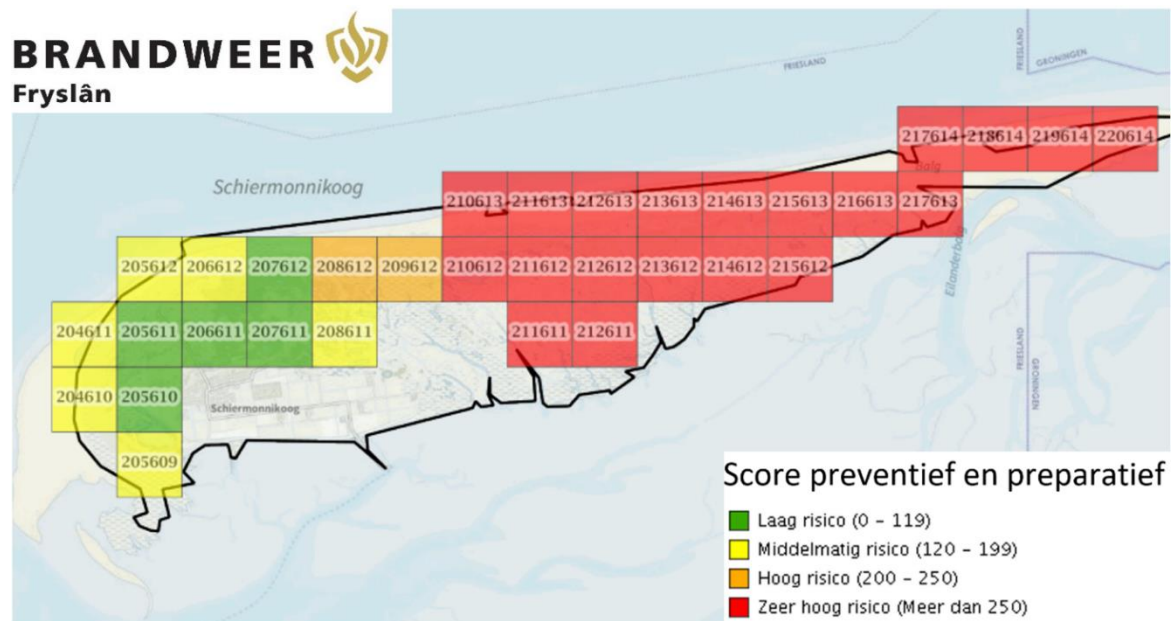 BRANDWEER
Fryslân
FRIESLAND
FRIESLAND
GRONINGEN
217614 218614 219614 220614
Balg
Schiermonnikoog
210613 211613 212613 213613 214613 215613 216613 217613
205612 206612 207612 208612 209612 210612 211612 212612 213612 214612 215612
Eilanderbalg
204611 205611 206611 207611 208611 211611 212611
FRIESLAND
GRONINGEN
204610 205610
Schiermonnikoog
205609
Score preventief en preparatief
Laag risico (0 – 119)
Middelmatig risico (120 – 199)
Hoog risico (200 – 250)
Zeer hoog risico (Meer dan 250)